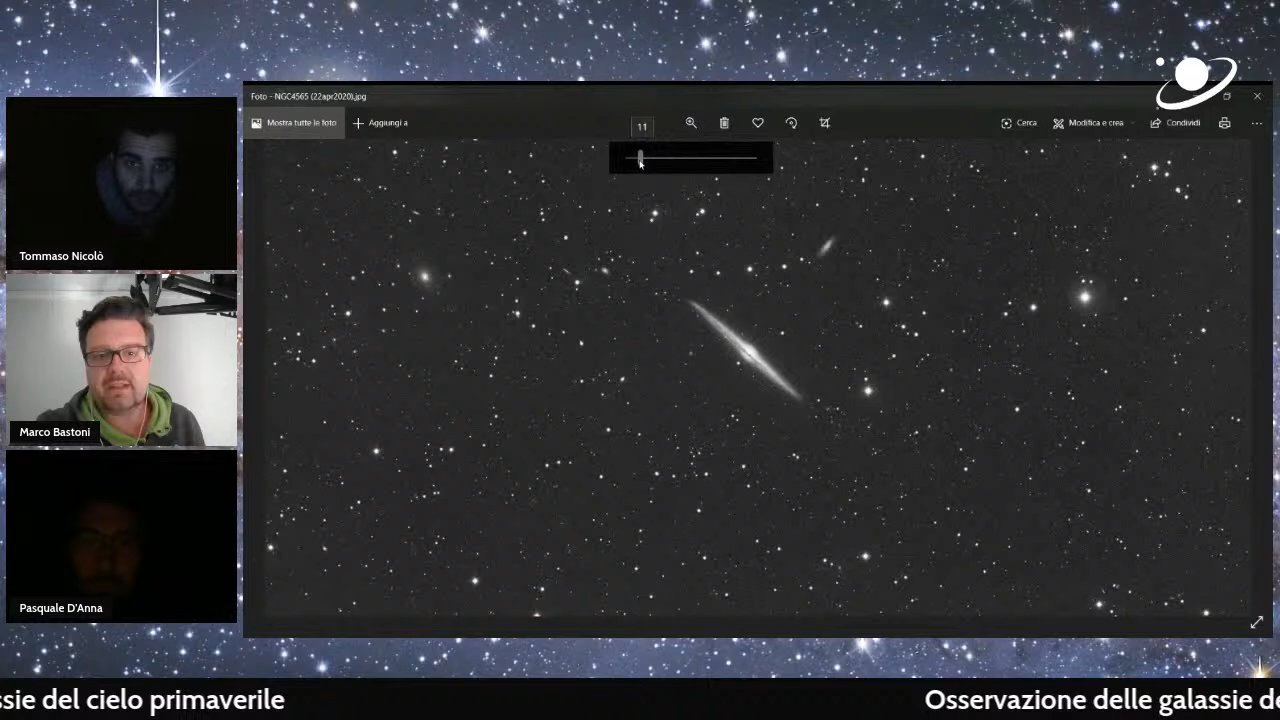 Foto - NGC4565 (22apr2020).jpg
Mostra tutte le foto
Aggiungi a
11
Cerca
Modifica e crea
Condividi
Tommaso Nicolò
Marco Bastoni
Pasquale D'Anna
ssie del cielo primaverile
Osservazione delle galassie de